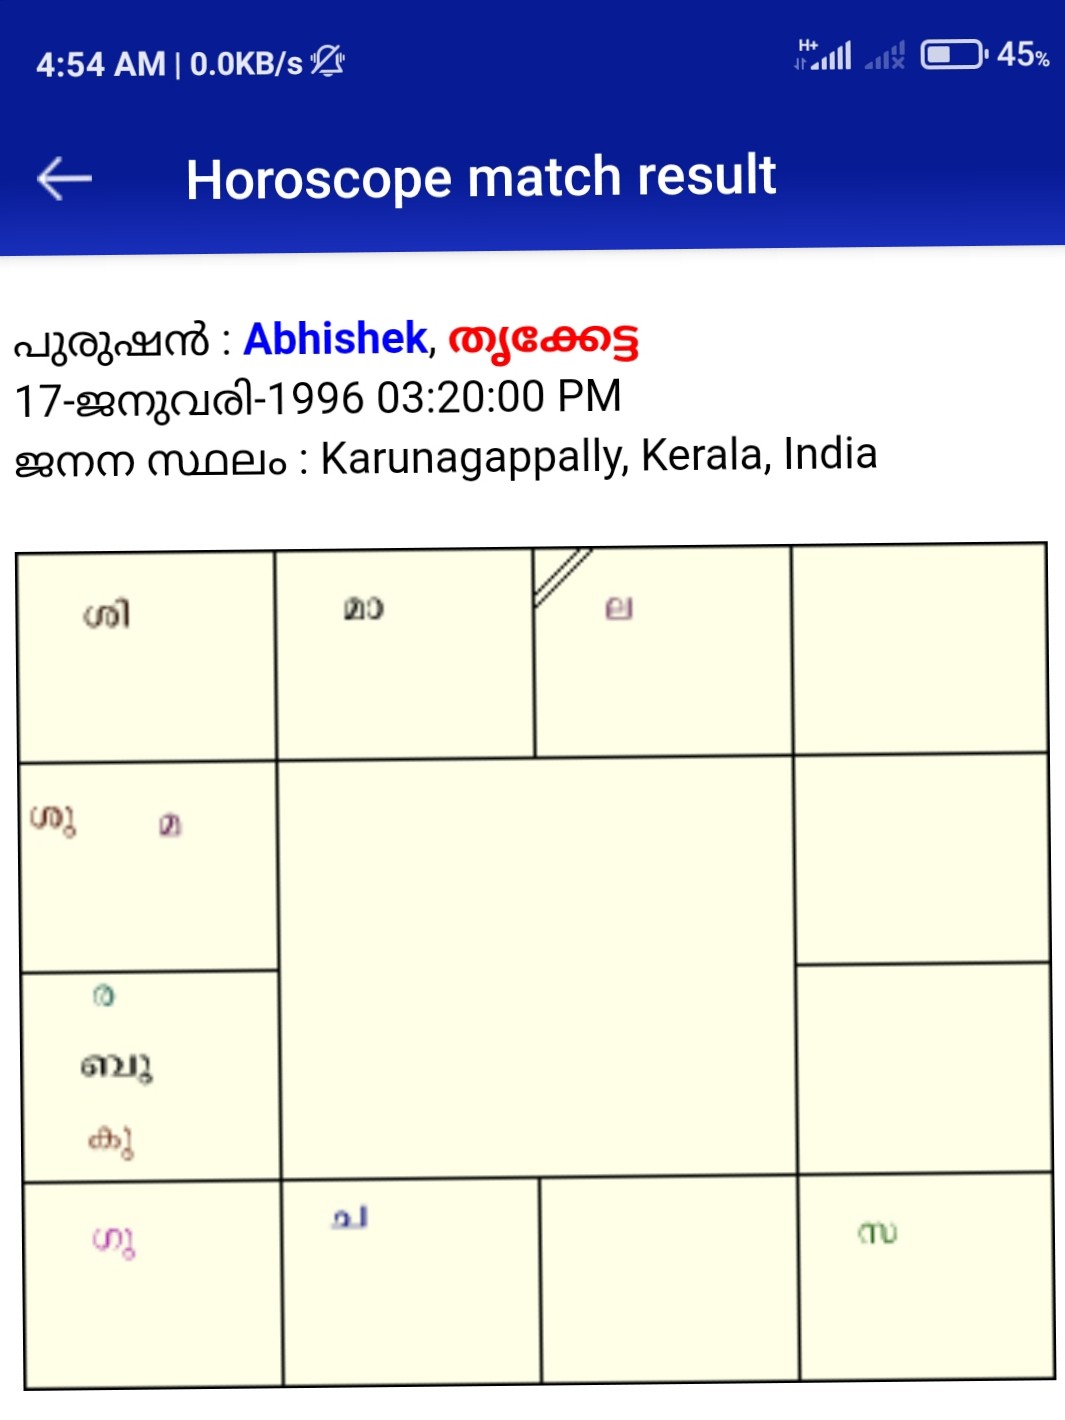 4:54 AM | 0.0KB/s H+ 45%
Horoscope match result
പുരുഷൻ : Abhishek, തൃക്കേട്ട
17-ജനുവരി-1996 03:20:00 PM
ജനന സ്ഥലം : Karunagappally, Kerala, India
ശി മാ ല
ശു മ
ര
ബു
കു
ഗു ച സ